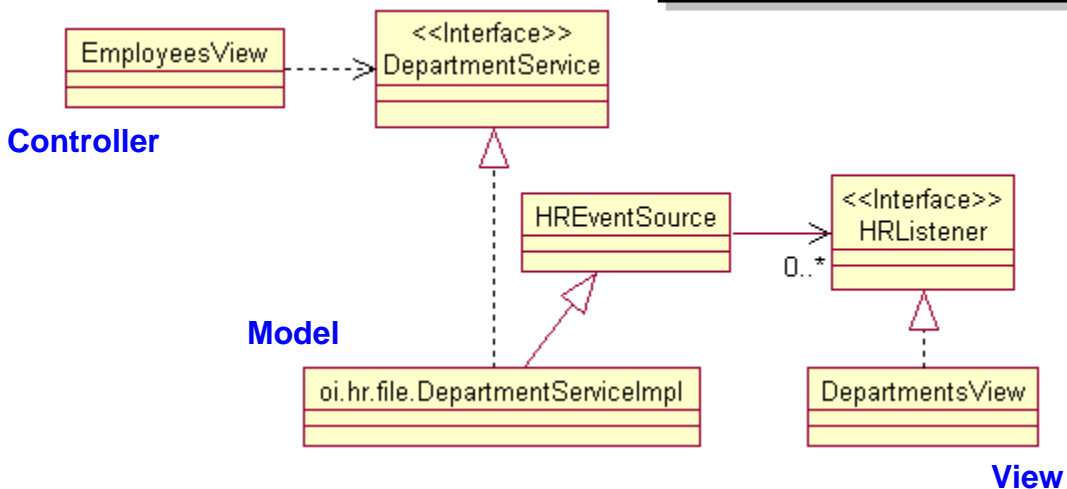 EmployeesView
<<Interface>>
DepartmentService
Controller
HREventSource
<<Interface>>
HRListener
0..*
Model
oi.hr.file.DepartmentServiceImpl
DepartmentsView
View